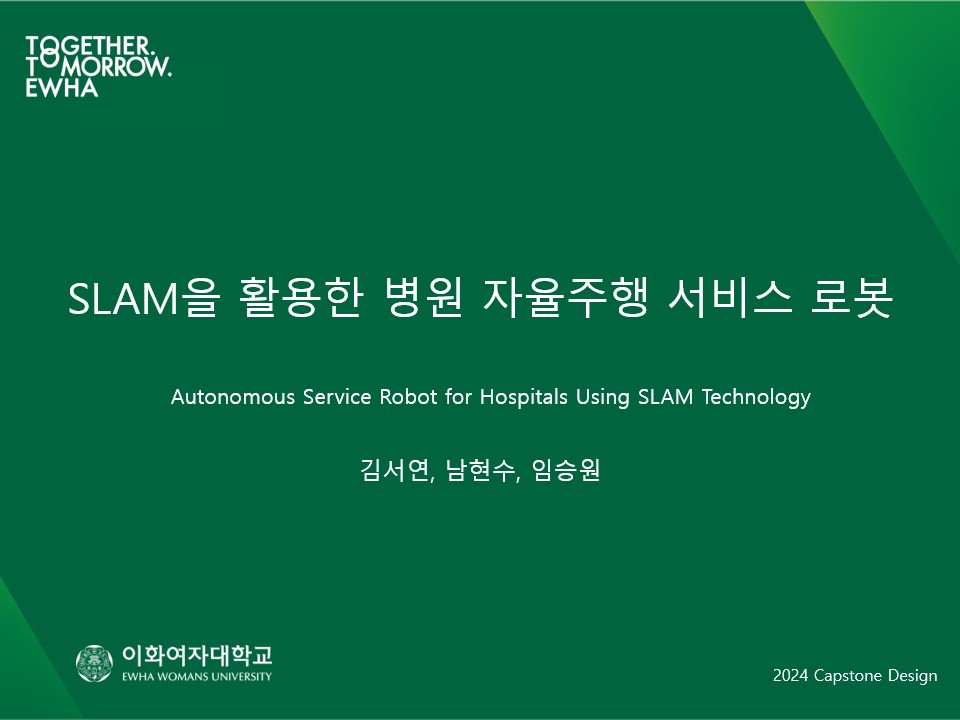 TOGETHER.
TOMORROW.
EWHA
SLAM을 활용한 병원 자율주행 서비스 로봇
Autonomous Service Robot for Hospitals Using SLAM Technology
김서연, 남현수, 임승원
이화여자대학교
EWHA WOMANS UNIVERSITY
2024 Capstone Design